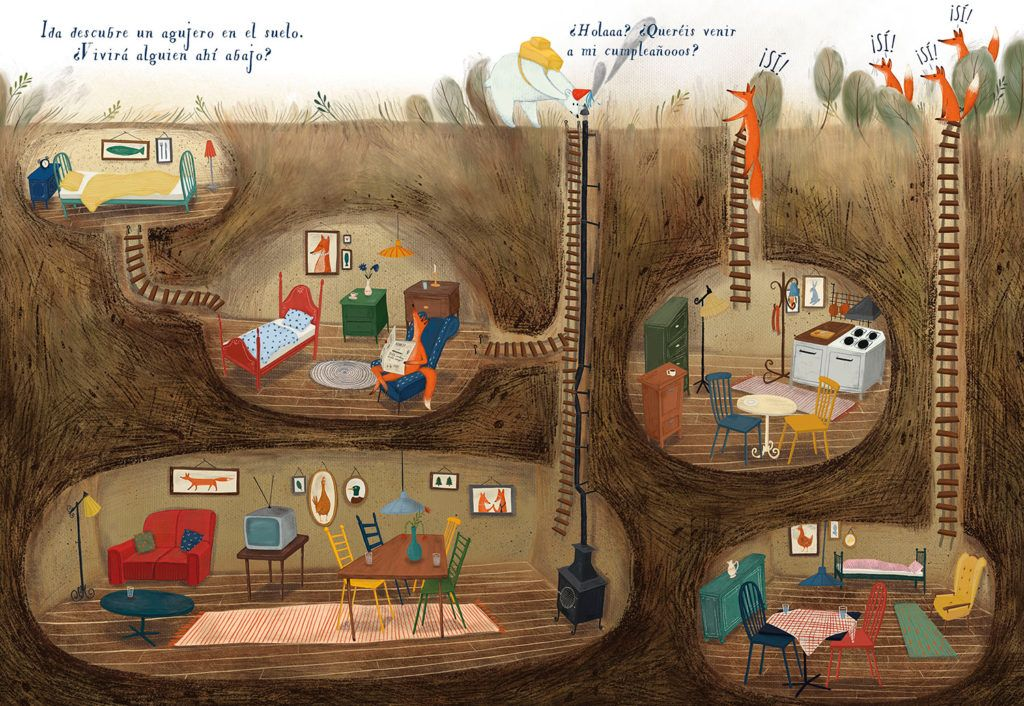 Ida descubre un agujero en el suelo.
¿Vivirá alguien ahí abajo?
¿Holaaa? ¿Queréis venir
a mi cumpleañooos?
¡SÍ!
¡SÍ!
¡SÍ!
¡SÍ!